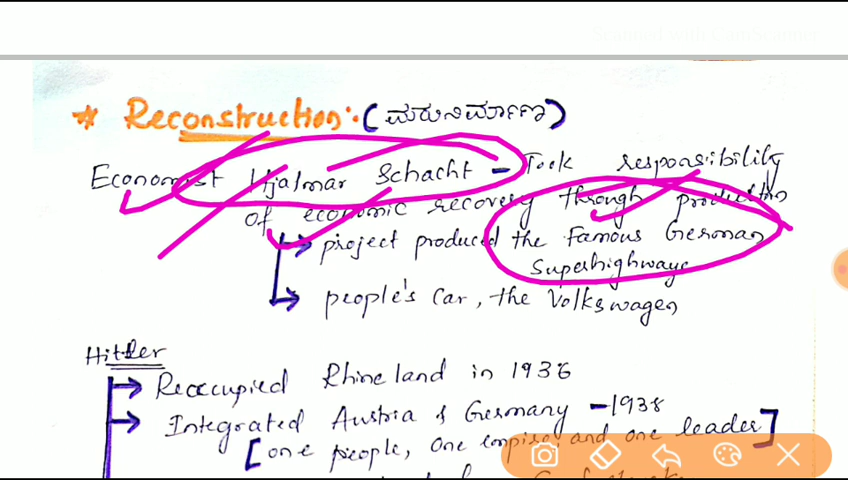 * Reconstruction:- (ಮರುನಿರ್ಮಾಣ)
Economist Hjalmar Schacht - Took responsibility
of economic recovery through production
project produced the Famous German
Superhighways
people's Car, the Volkswagen
Hitler
Reoccupied Rhineland in 1936
Integrated Austria & Germany - 1938
[one people, One empire and one leader]